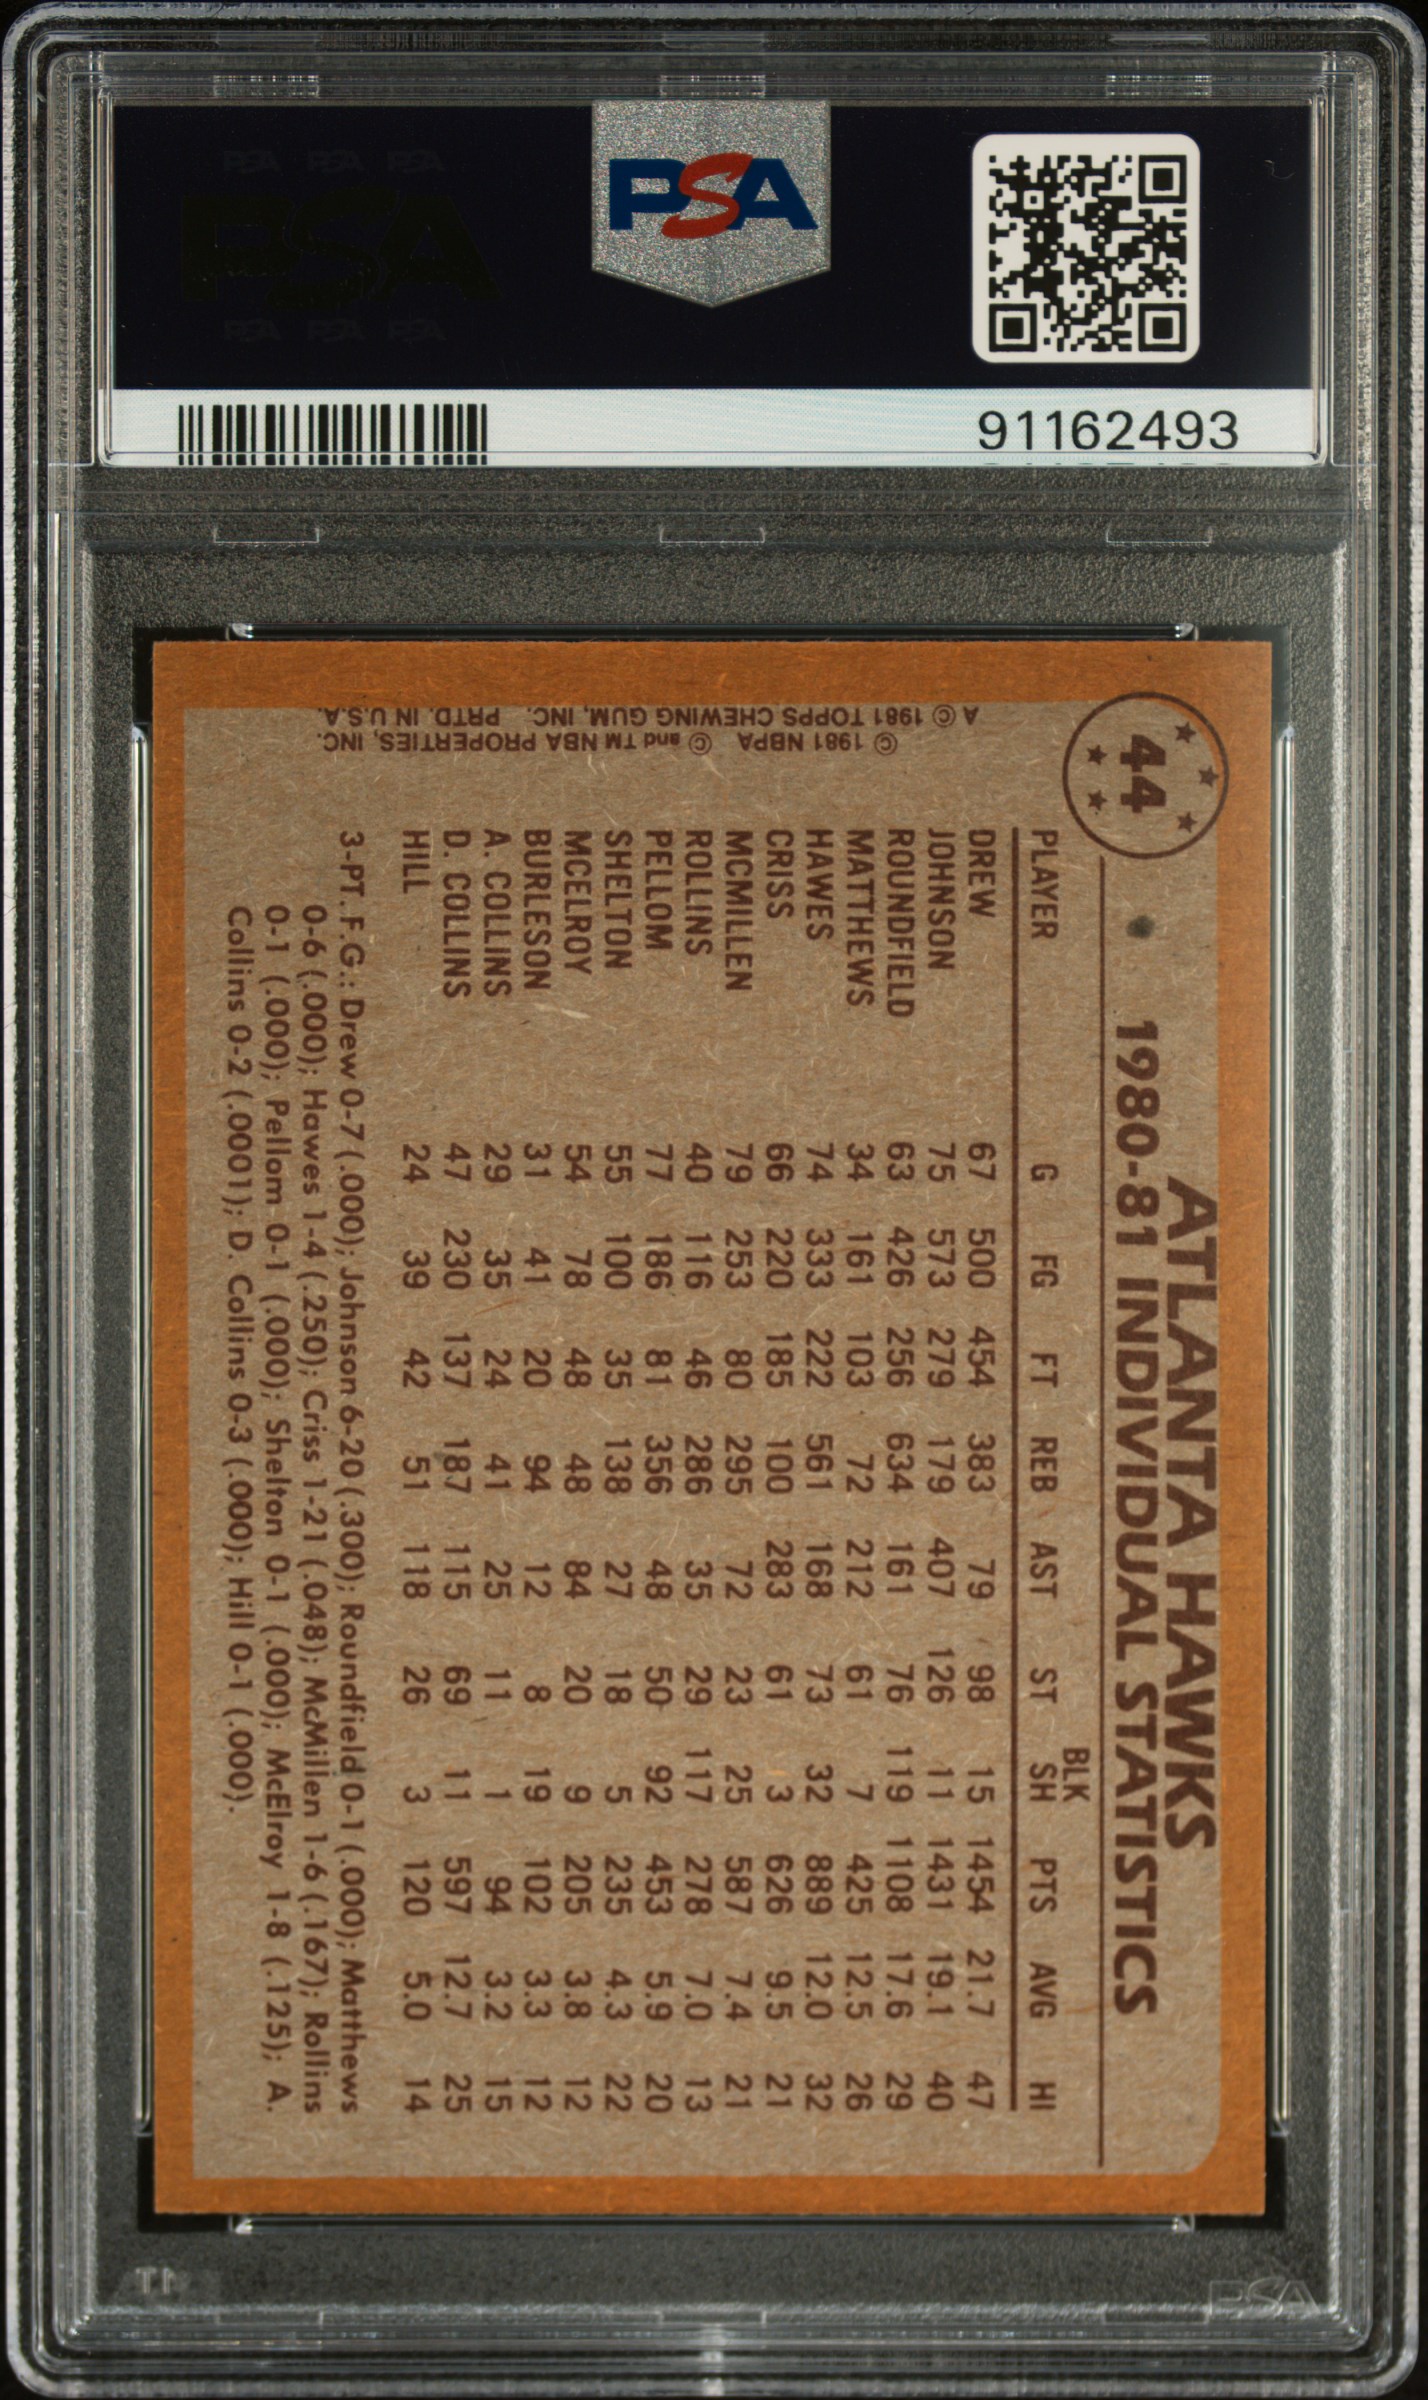 PSA PSA PSA
PSA
PSA PSA PSA
PSA
91162493
44
ATLANTA HAWKS
1980-81 INDIVIDUAL STATISTICS
PLAYER G FG FT REB AST ST BLK SH PTS AVG HI
DREW 67 500 454 383 79 98 15 1454 21.7 47
JOHNSON 75 573 279 179 407 126 11 1431 19.1 40
ROUNDFIELD 63 426 256 634 161 76 119 1108 17.6 29
MATTHEWS 34 161 103 72 212 61 7 425 12.5 26
HAWES 74 333 222 561 168 73 32 889 12.0 32
CRISS 66 220 185 100 283 61 3 626 9.5 21
MCMILLEN 79 253 80 295 72 23 25 587 7.4 21
ROLLINS 40 116 46 286 35 29 117 278 7.0 13
PELLOM 77 186 81 356 48 50 92 453 5.9 20
SHELTON 55 100 35 138 27 18 5 235 4.3 22
MCELROY 54 78 48 48 84 20 9 205 3.8 12
BURLESON 31 41 20 94 12 8 19 102 3.3 12
A. COLLINS 29 35 24 41 25 11 1 94 3.2 15
D. COLLINS 47 230 137 187 115 69 11 597 12.7 25
HILL 24 39 42 51 118 26 3 120 5.0 14
3-PT. F.G.: Drew 0-7 (.000); Johnson 6-20 (.300); Roundfield 0-1 (.000); Matthews
0-6 (.000); Hawes 1-4 (.250); Criss 1-21 (.048); McMillen 1-6 (.167); Rollins
0-1 (.000); Pellom 0-1 (.000); Shelton 0-1 (.000); McElroy 1-8 (.125); A.
Collins 0-2 (.0001); D. Collins 0-3 (.000); Hill 0-1 (.000).
© 1981 NBPA © and TM NBA PROPERTIES, INC.
A © 1981 TOPPS CHEWING GUM, INC. PRTD. IN U.S.A.
PSA